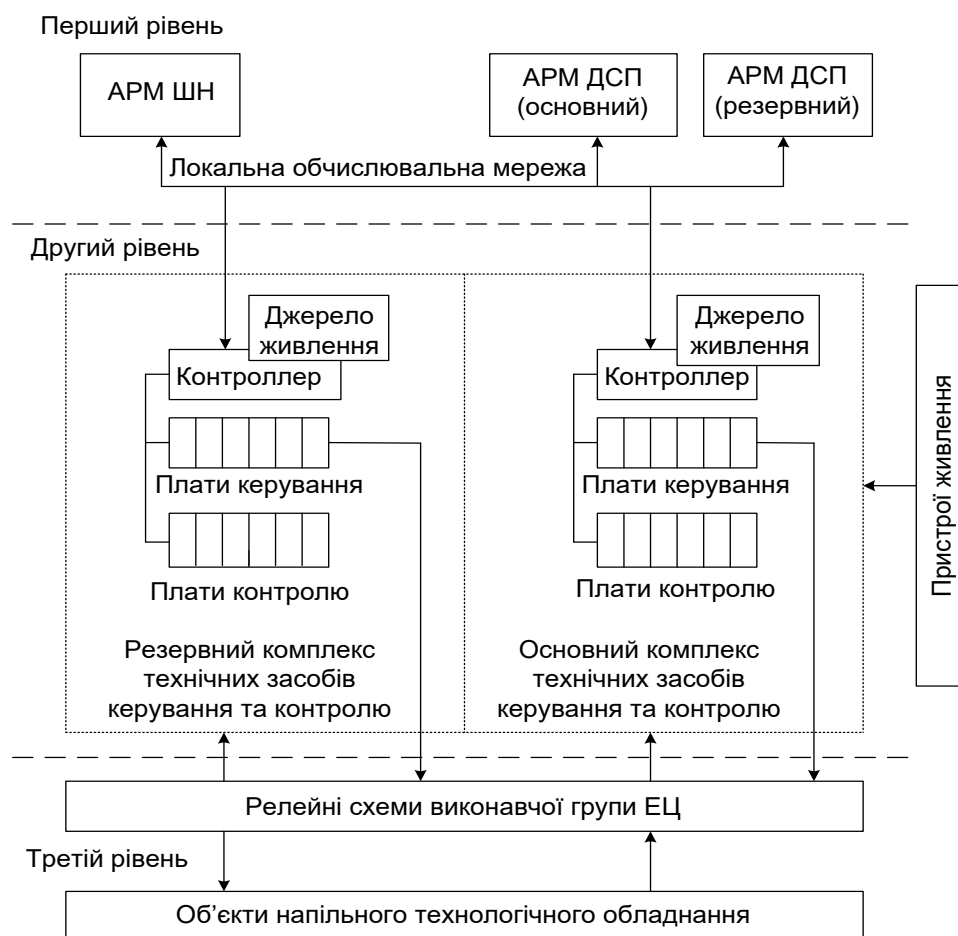 Перший рівень
АРМ ШН
АРМ ДСП
(основний)
АРМ ДСП
(резервний)
Локальна обчислювальна мережа
Другий рівень
Джерело
живлення
Контроллер
Плати керування
Плати контролю
Резервний комплекс
технічних засобів
керування та контролю
Джерело
живлення
Контроллер
Плати керування
Плати контролю
Основний комплекс
технічних засобів
керування та контролю
Пристрої живлення
Релейні схеми виконавчої групи ЕЦ
Третій рівень
Об’єкти напільного технологічного обладнання